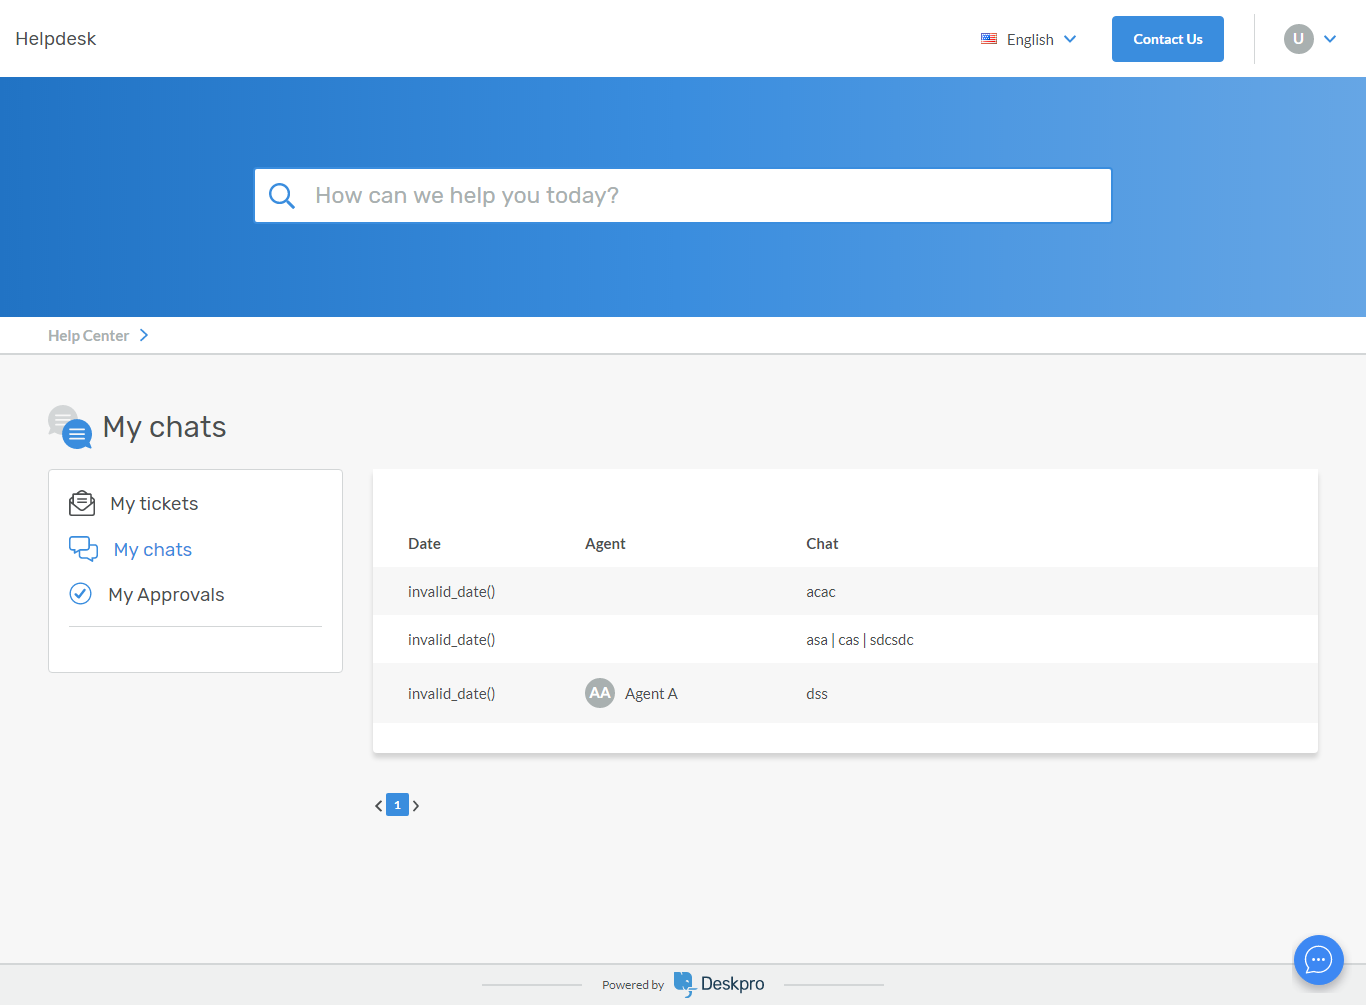 Helpdesk
English
Contact Us
U
How can we help you today?
Help Center
My chats
My tickets
My chats
My Approvals
Date Agent Chat
invalid_date() acac
invalid_date() asa | cas | sdcsdc
invalid_date() AA Agent A dss
1
Powered by Deskpro